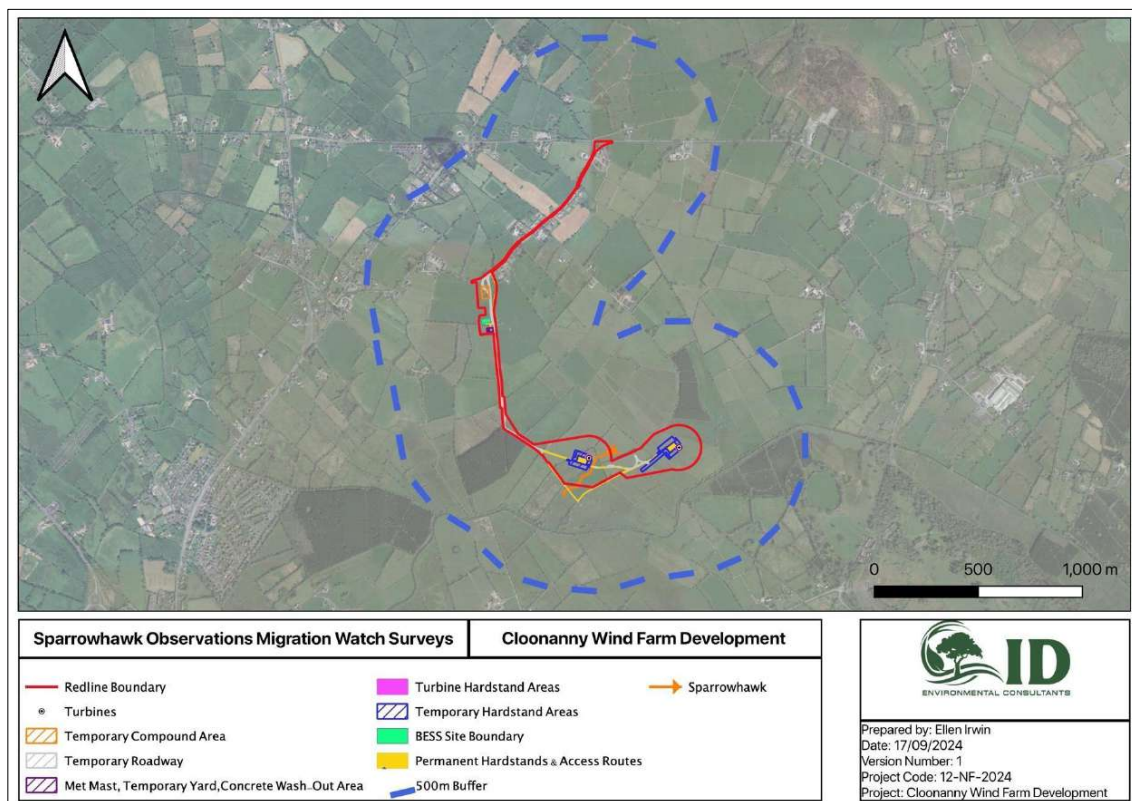 0 500 1,000 m
Sparrowhawk Observations Migration Watch Surveys
Cloonanny Wind Farm Development
Redline Boundary
Turbines
Temporary Compound Area
Temporary Roadway
Met Mast, Temporary Yard,Concrete Wash_Out Area
Turbine Hardstand Areas
Temporary Hardstand Areas
BESS Site Boundary
Permanent Hardstands & Access Routes
500m Buffer
Sparrowhawk
ID
ENVIRONMENTAL CONSULTANTS
Prepared by: Ellen Irwin
Date: 17/09/2024
Version Number: 1
Project Code: 12-NF-2024
Project: Cloonanny Wind Farm Development